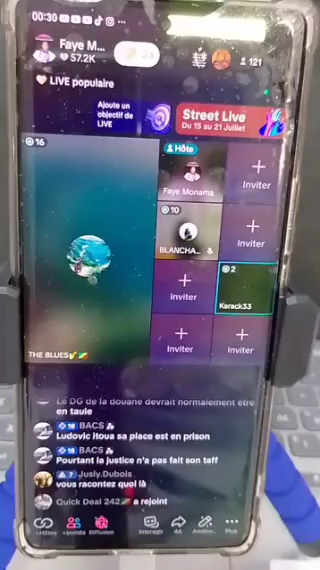 00:30
Faye M...
57.2K
24
121
LIVE populaire
Ajoute un
objectif de
LIVE
Street Live
Du 15 au 21 Juillet
16
Hôte
Faye Monama
Inviter
10
BLANCHA...
Inviter
Inviter
2
Karack33
THE BLUES
Inviter
Inviter
Le DG de la douane devrait normalement être
en taule
18 BACS
Ludovic itoua sa place est en prison
18 BACS
Pourtant la justice n'a pas fait son taff
7 Jusly.Dubois
vous racontez quoi là
Quick Deal 242 a rejoint
+Hôtes
+Invités
Diffusion
Interagir
46
Plus